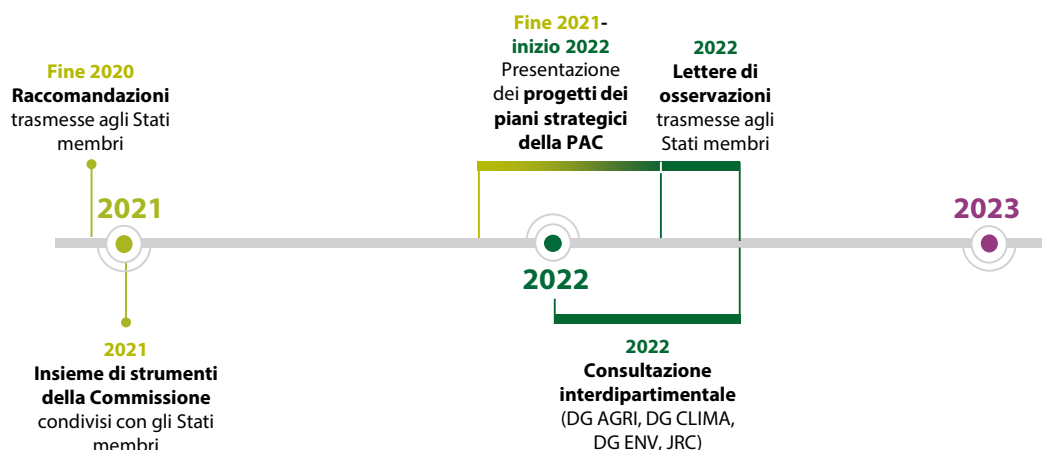 Fine 2020
Raccomandazioni
trasmesse agli Stati
membri
Fine 2021-
inizio 2022
Presentazione
dei progetti dei
piani strategici
della PAC
2022
Lettere di
osservazioni
trasmesse agli
Stati membri
2021
2022
2023
2021
Insieme di strumenti
della Commissione
condivisi con gli Stati
membri
2022
Consultazione
interdipartimentale
(DG AGRI, DG CLIMA,
DG ENV, JRC)